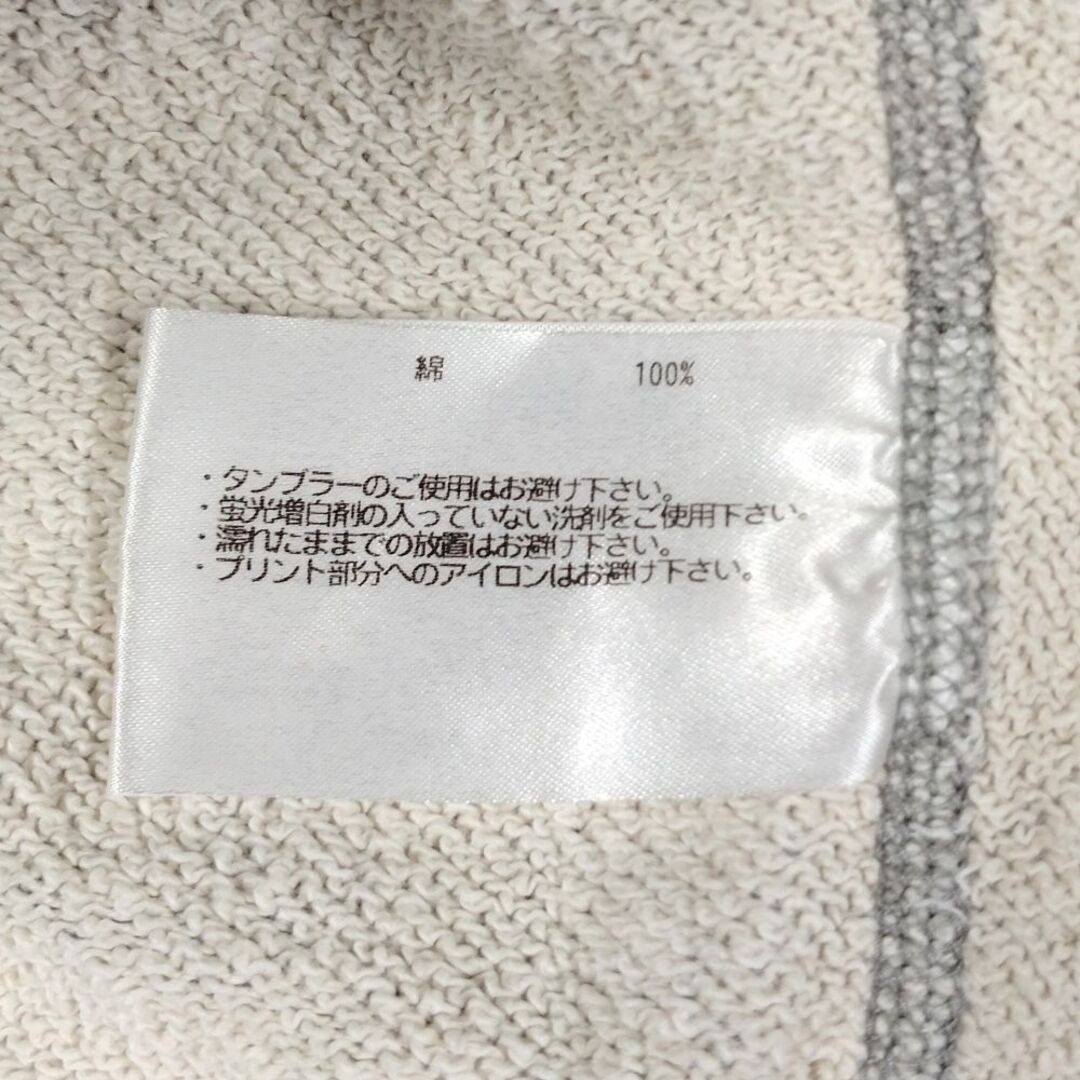 綿 100%
・タンブラーのご使用はお避け下さい。
・蛍光増白剤の入っていない洗剤をご使用下さい。
・濡れたままでの放置はお避け下さい。
・プリント部分へのアイロンはお避け下さい。